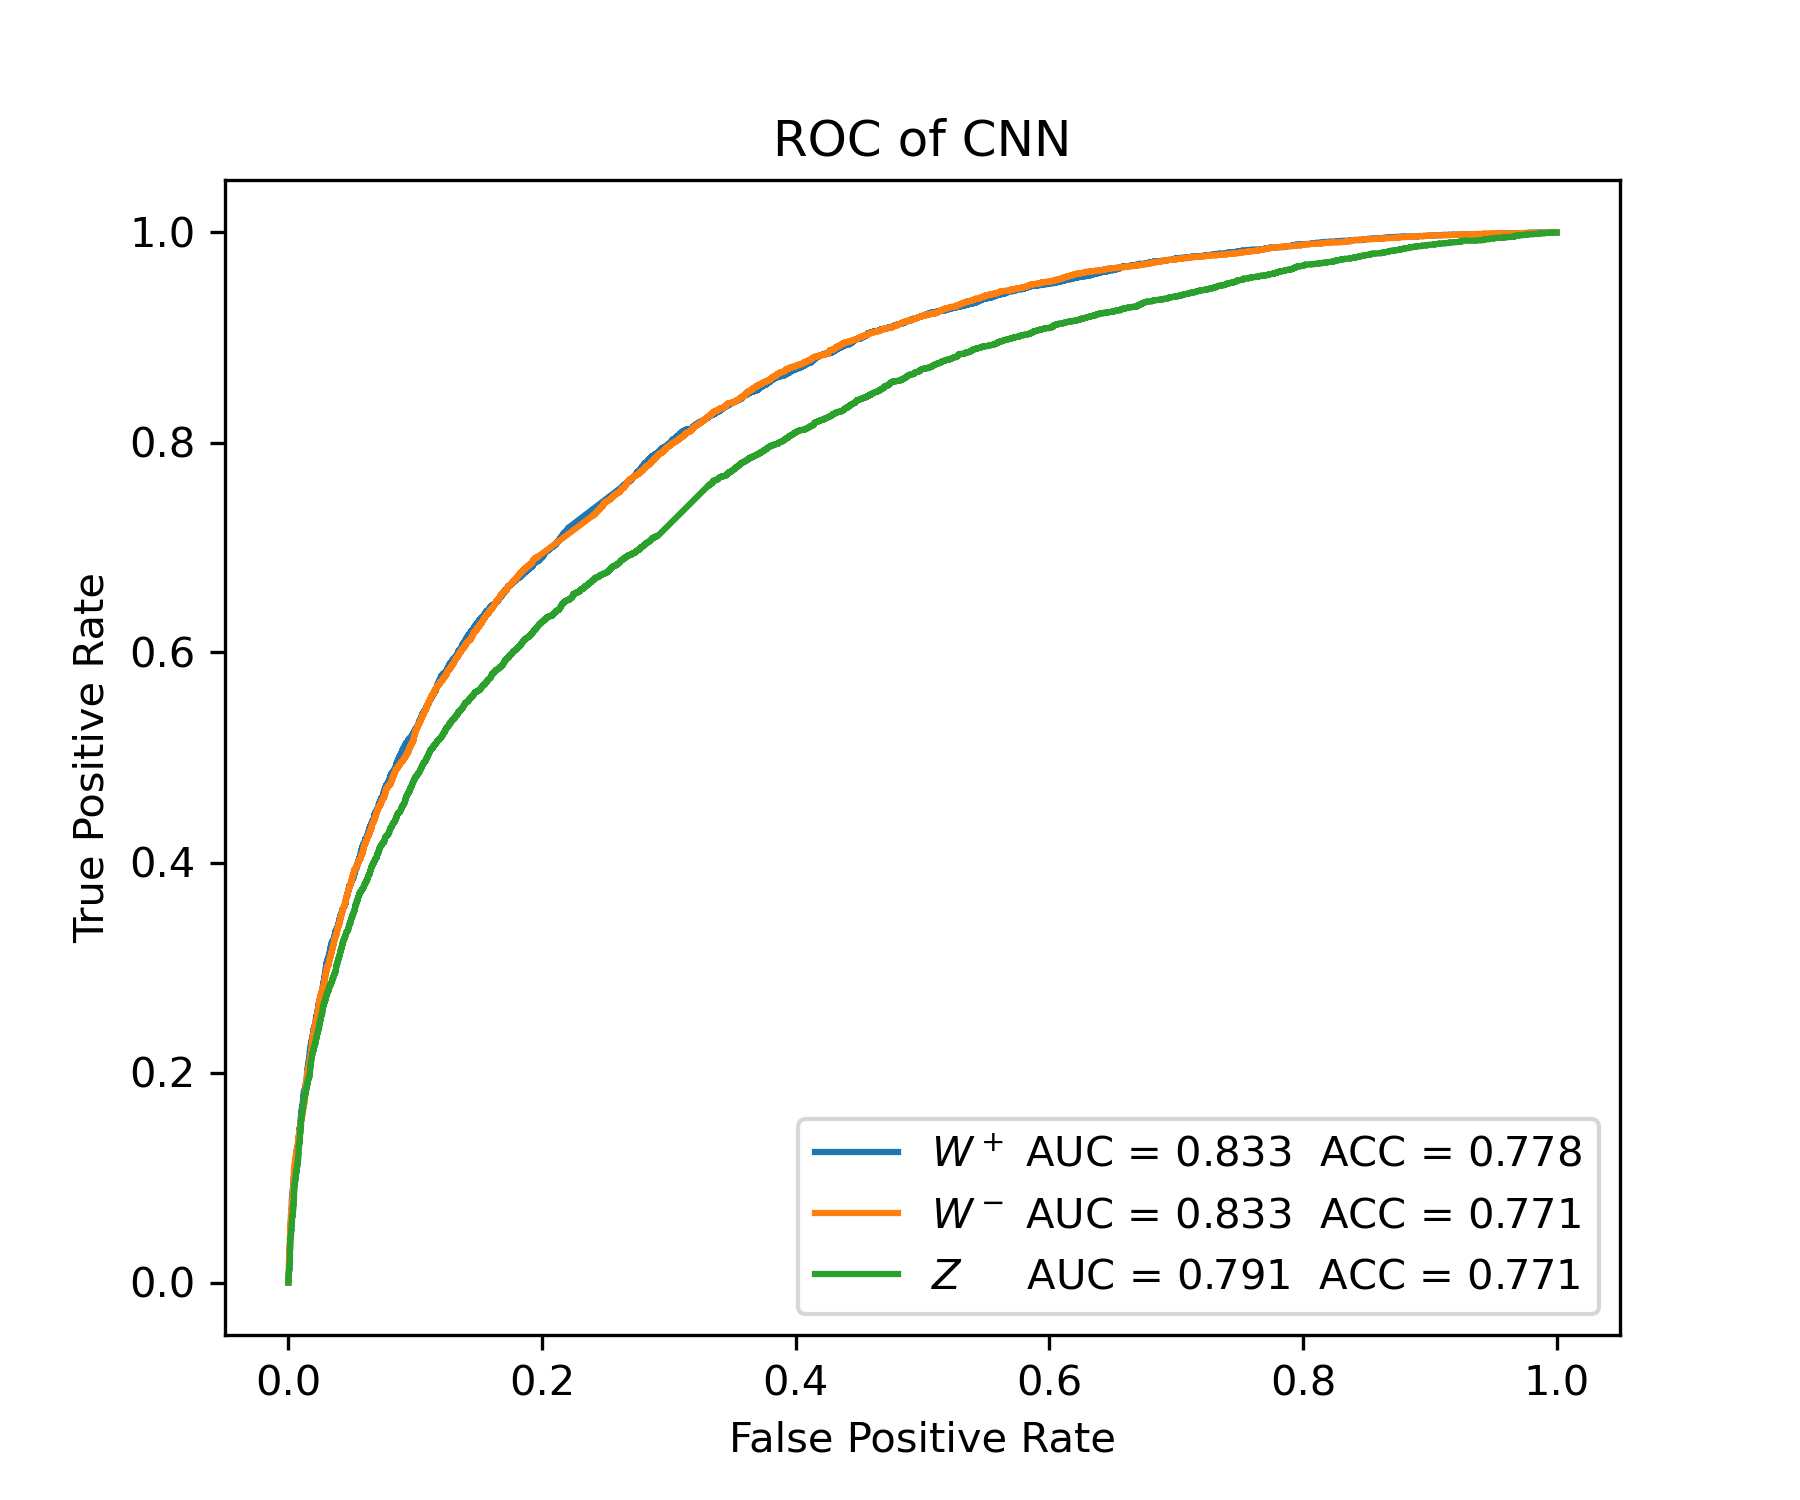 ROC of CNN
1.0
0.8
0.6
0.4
0.2
0.0
True Positive Rate
W⁺ AUC = 0.833 ACC = 0.778
W⁻ AUC = 0.833 ACC = 0.771
Z AUC = 0.791 ACC = 0.771
0.0 0.2 0.4 0.6 0.8 1.0
False Positive Rate